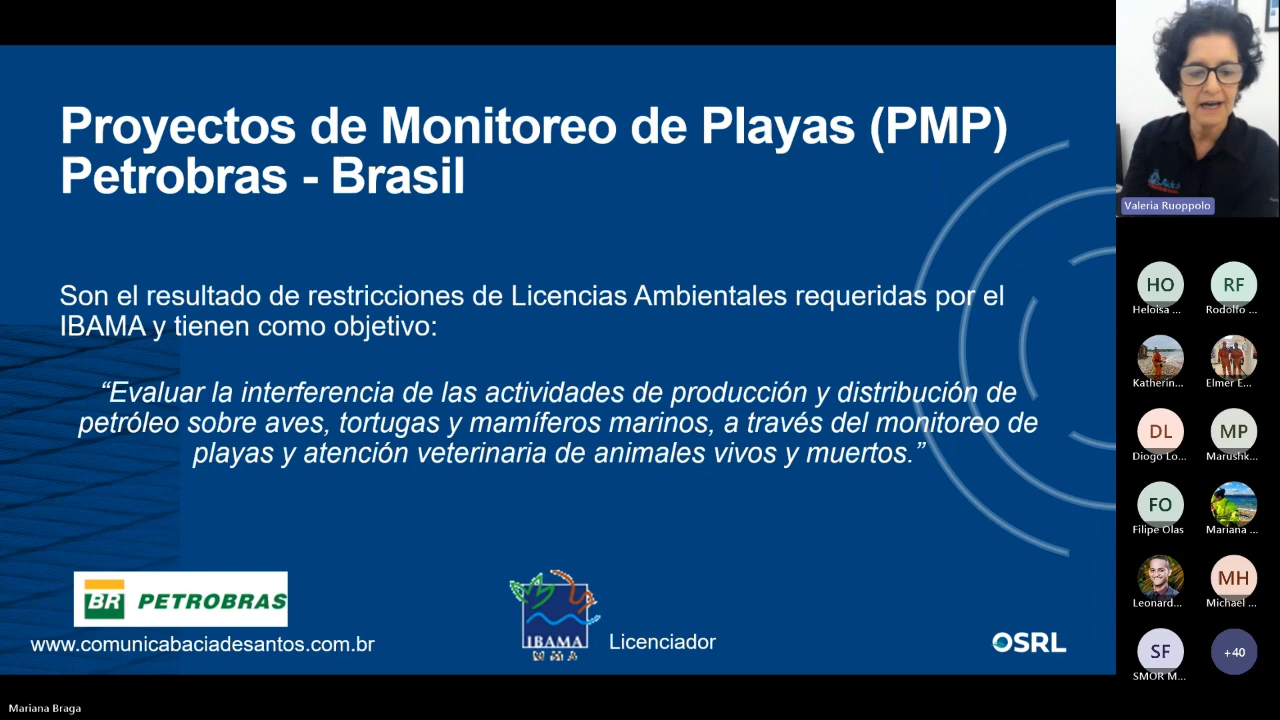 Proyectos de Monitoreo de Playas (PMP)
Petrobras - Brasil
Son el resultado de restricciones de Licencias Ambientales requeridas por el
IBAMA y tienen como objetivo:
“Evaluar la interferencia de las actividades de producción y distribución de
petróleo sobre aves, tortugas y mamíferos marinos, a través del monitoreo de
playas y atención veterinaria de animales vivos y muertos.”
BR PETROBRAS
www.comunicabaciadesantos.com.br
IBAMA
M M A
Licenciador
OSRL
Valeria Ruoppolo
HO
RF
Heloisa ...
Rodolfo ...
Katherin...
Elmer E...
DL
MP
Diogo Lo...
Marushk...
FO
Filipe Olas
Mariana ...
MH
Leonard...
Michael ...
SF
+40
SMOR M...
Mariana Braga